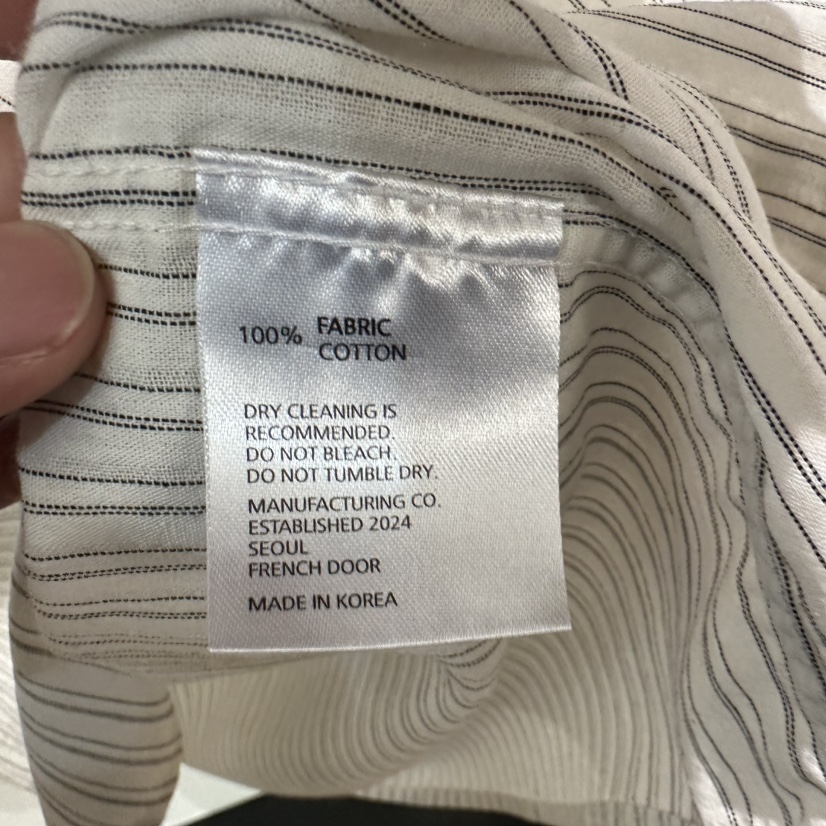 100% FABRIC
COTTON
DRY CLEANING IS
RECOMMENDED.
DO NOT BLEACH.
DO NOT TUMBLE DRY.
MANUFACTURING CO.
ESTABLISHED 2024
SEOUL
FRENCH DOOR
MADE IN KOREA